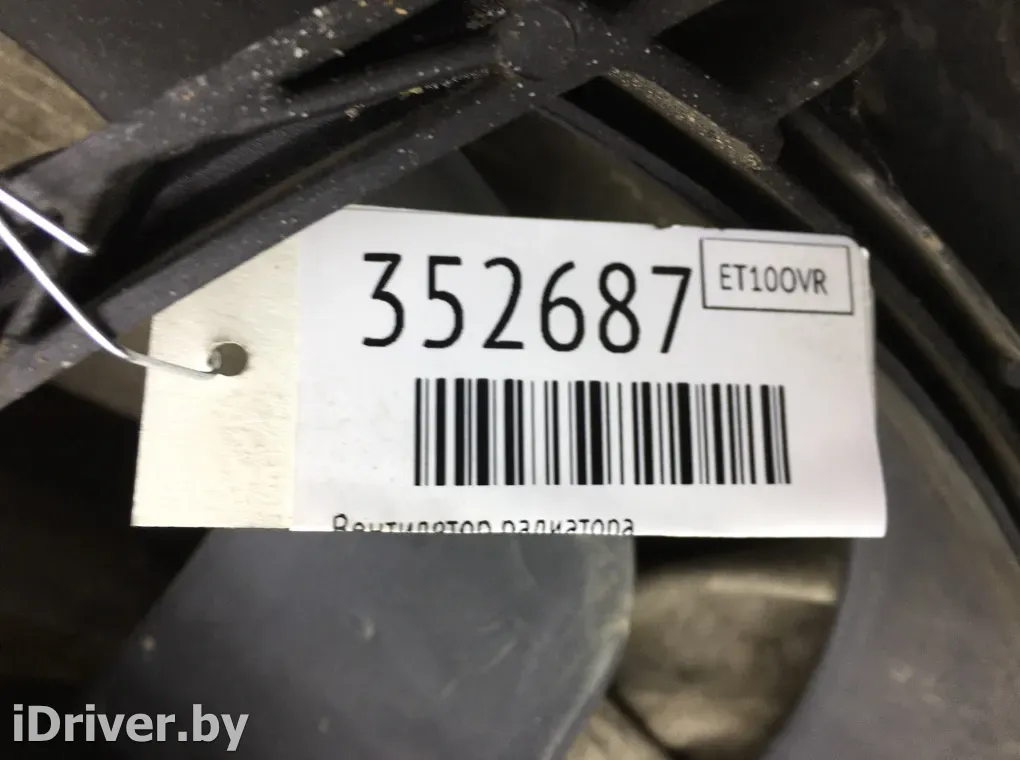 352687
ET100VR
Вентилятор радиатора
iDriver.by